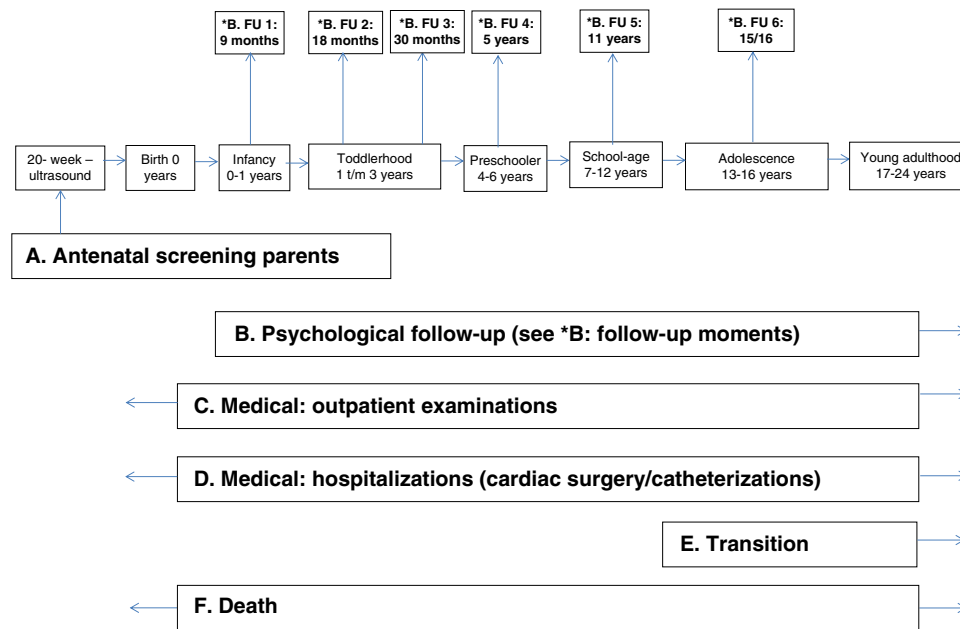 *B. FU 1:
9 months
*B. FU 2:
18 months
*B. FU 3:
30 months
*B. FU 4:
5 years
*B. FU 5:
11 years
*B. FU 6:
15/16
20- week –
ultrasound
Birth 0
years
Infancy
0-1 years
Toddlerhood
1 t/m 3 years
Preschooler
4-6 years
School-age
7-12 years
Adolescence
13-16 years
Young adulthood
17-24 years
A. Antenatal screening parents
B. Psychological follow-up (see *B: follow-up moments)
C. Medical: outpatient examinations
D. Medical: hospitalizations (cardiac surgery/catheterizations)
E. Transition
F. Death